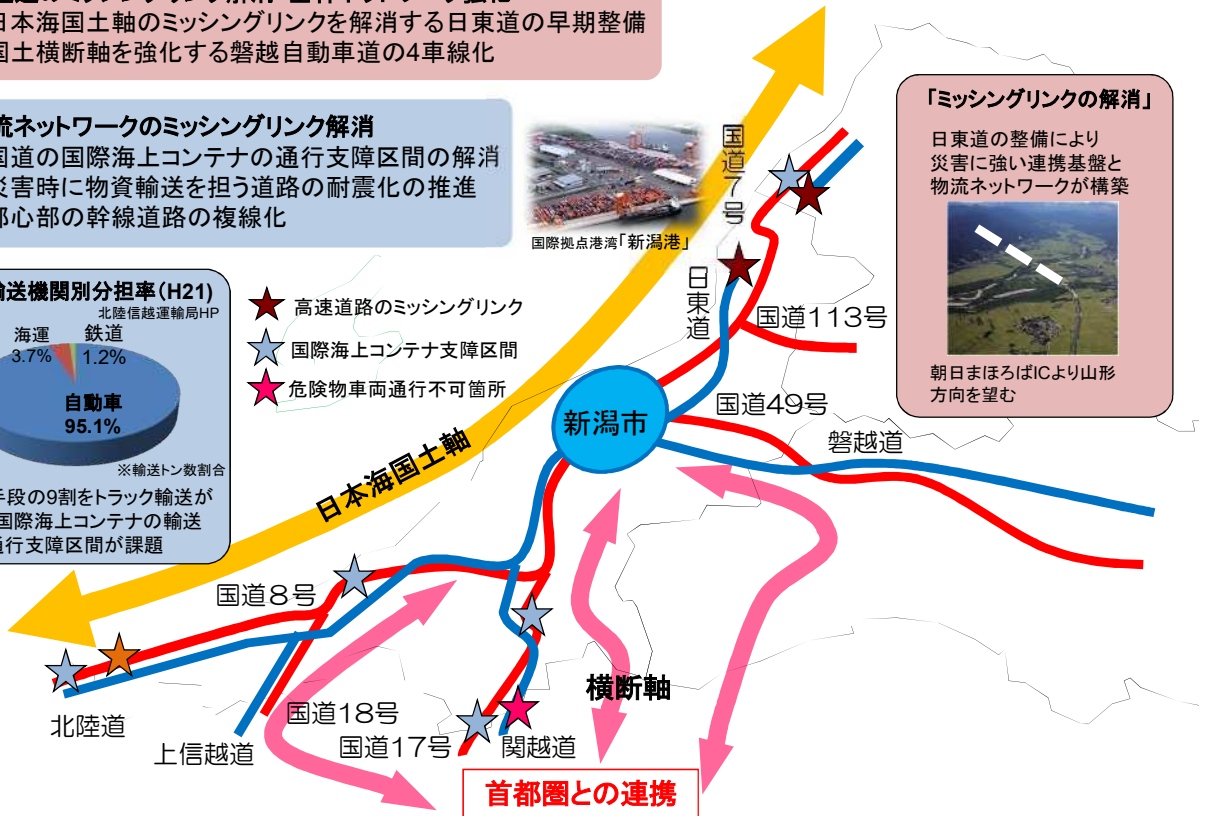 日本海国土軸のミッシングリンクを解消する日東道の早期整備
国土横断軸を強化する磐越自動車道の4車線化
流ネットワークのミッシングリンク解消
国道の国際海上コンテナの通行支障区間の解消
災害時に物資輸送を担う道路の耐震化の推進
都心部の幹線道路の複線化
国際拠点港湾「新潟港」
国道7号
「ミッシングリンクの解消」
日東道の整備により
災害に強い連携基盤と
物流ネットワークが構築
朝日まほろばICより山形
方向を望む
輸送機関別分担率(H21)
北陸信越運輸局HP
海運
3.7%
鉄道
1.2%
自動車
95.1%
※輸送トン数割合
手段の9割をトラック輸送が
国際海上コンテナの輸送
通行支障区間が課題
高速道路のミッシングリンク
国際海上コンテナ支障区間
危険物車両通行不可箇所
日東道
国道113号
新潟市
国道49号
磐越道
日本海国土軸
国道8号
横断軸
北陸道
上信越道
国道18号
国道17号
関越道
首都圏との連携